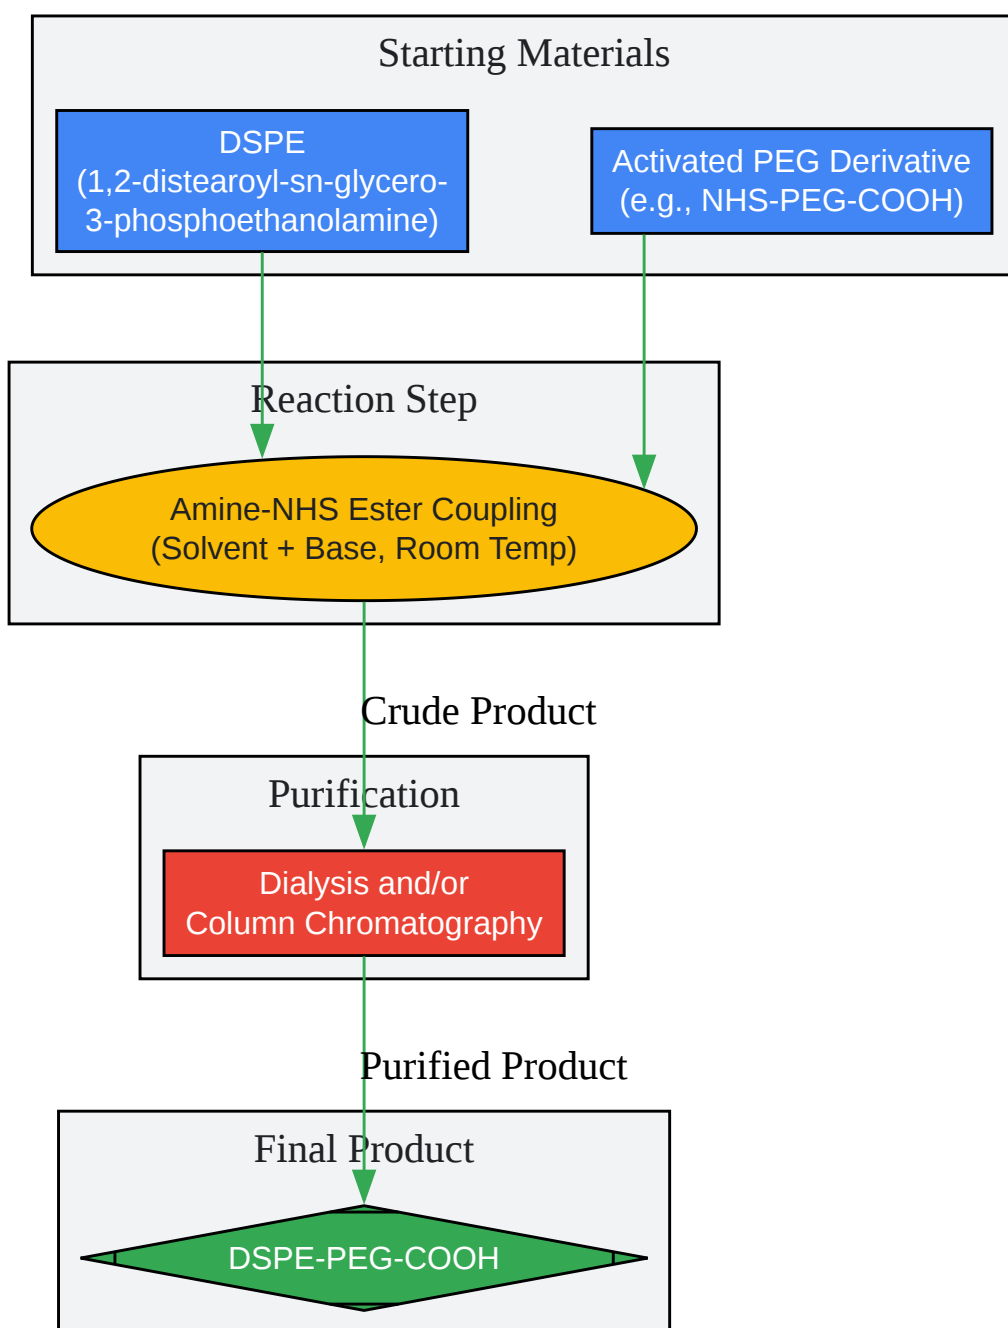 Starting Materials
DSPE
(1,2-distearoyl-sn-glycero-
3-phosphoethanolamine)
Activated PEG Derivative
(e.g., NHS-PEG-COOH)
Reaction Step
Amine-NHS Ester Coupling
(Solvent + Base, Room Temp)
Crude Product
Purification
Dialysis and/or
Column Chromatography
Purified Product
Final Product
DSPE-PEG-COOH